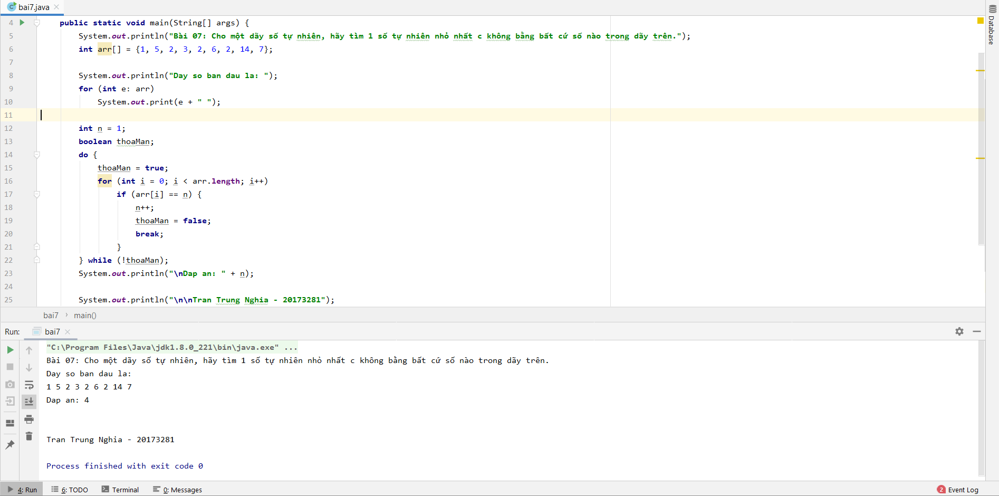 bai7.java
Database
4 public static void main(String[] args) {
5 System.out.println("Bài 07: Cho một dãy số tự nhiên, hãy tìm 1 số tự nhiên nhỏ nhất c không bằng bất cứ số nào trong dãy trên.");
6 int arr[] = {1, 5, 2, 3, 2, 6, 2, 14, 7};
7
8 System.out.println("Day so ban dau la: ");
9 for (int e: arr)
10 System.out.print(e + " ");
11
12 int n = 1;
13 boolean thoaMan;
14 do {
15 thoaMan = true;
16 for (int i = 0; i < arr.length; i++)
17 if (arr[i] == n) {
18 n++;
19 thoaMan = false;
20 break;
21 }
22 } while (!thoaMan);
23 System.out.println("\nDap an: " + n);
24
25 System.out.println("\n\nTran Trung Nghia - 20173281");
bai7 › main()
Run: bai7
"C:\Program Files\Java\jdk1.8.0_221\bin\java.exe" ...
Bài 07: Cho một dãy số tự nhiên, hãy tìm 1 số tự nhiên nhỏ nhất c không bằng bất cứ số nào trong dãy trên.
Day so ban dau la:
1 5 2 3 2 6 2 14 7
Dap an: 4
Tran Trung Nghia - 20173281
Process finished with exit code 0
4: Run 6: TODO Terminal 0: Messages 2 Event Log